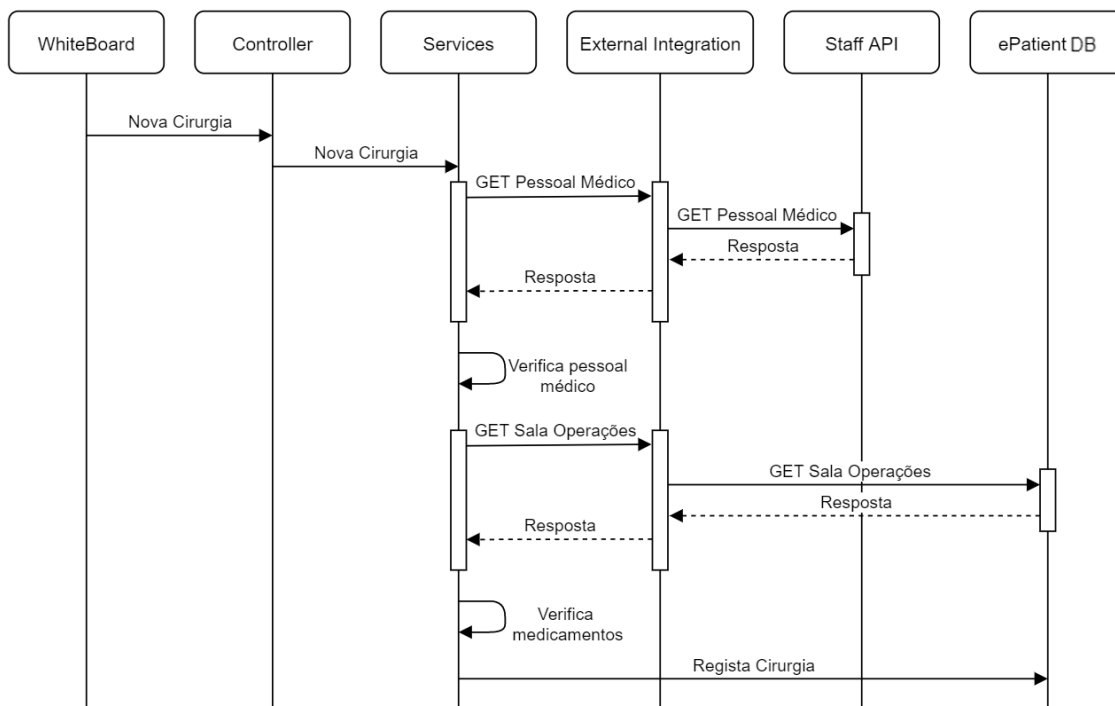 WhiteBoard
Controller
Services
External Integration
Staff API
ePatient DB
Nova Cirurgia
Nova Cirurgia
GET Pessoal Médico
GET Pessoal Médico
Resposta
Resposta
Verifica pessoal
médico
GET Sala Operações
GET Sala Operações
Resposta
Resposta
Verifica
medicamentos
Regista Cirurgia